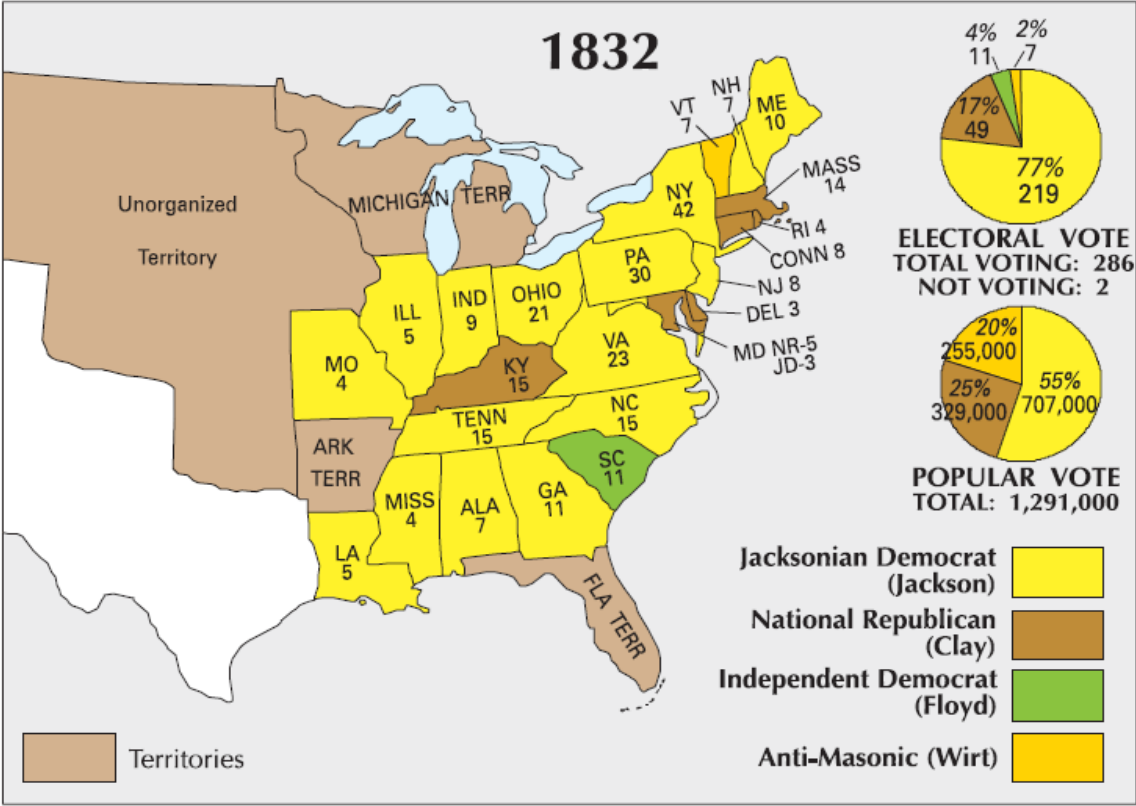 1832
4%
11
2%
7
17%
49
77%
219
ELECTORAL VOTE
TOTAL VOTING: 286
NOT VOTING: 2
20%
255,000
25%
329,000
55%
707,000
POPULAR VOTE
TOTAL: 1,291,000
Unorganized
Territory
MICHIGAN TERR
VT
7
NH
7
ME
10
MASS
14
NY
42
RI 4
CONN 8
PA
30
NJ 8
DEL 3
MD NR-5
JD-3
ILL
5
IND
9
OHIO
21
VA
23
MO
4
KY
15
NC
15
TENN
15
ARK
TERR
SC
11
MISS
4
ALA
7
GA
11
LA
5
FLA TERR
Jacksonian Democrat
(Jackson)
National Republican
(Clay)
Independent Democrat
(Floyd)
Anti-Masonic (Wirt)
Territories